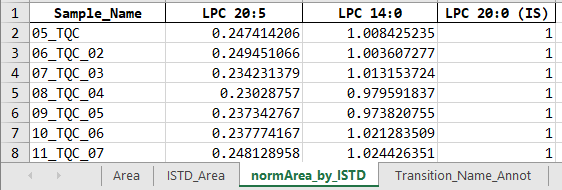 1 Sample_Name LPC 20:5 LPC 14:0 LPC 20:0 (IS)
2 05_TQC 0.247414206 1.008425235 1
3 06_TQC_02 0.249451066 1.003607277 1
4 07_TQC_03 0.234231379 1.013153724 1
5 08_TQC_04 0.23028757 0.979591837 1
6 09_TQC_05 0.237342767 0.973820755 1
7 10_TQC_06 0.237774167 1.021283509 1
8 11_TQC_07 0.248128958 1.024426351 1
Area ISTD_Area normArea_by_ISTD Transition_Name_Annot